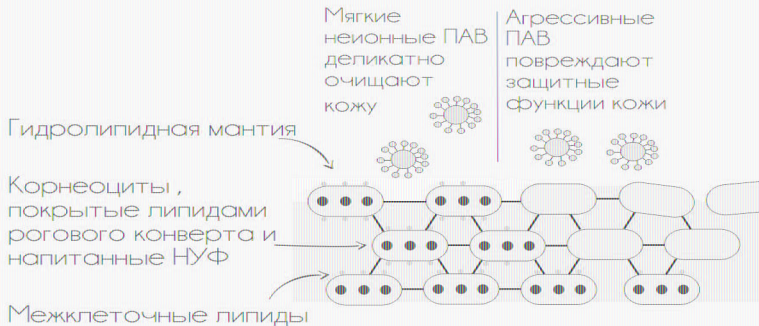 Мягкие
неионные ПАВ
деликатно
очищают
кожу
Агрессивные
ПАВ
повреждают
защитные
функции кожи
Гидролипидная мантия
Корнеоциты ,
покрытые липидами
рогового конверта и
напитанные НУФ
Межклеточные липиды